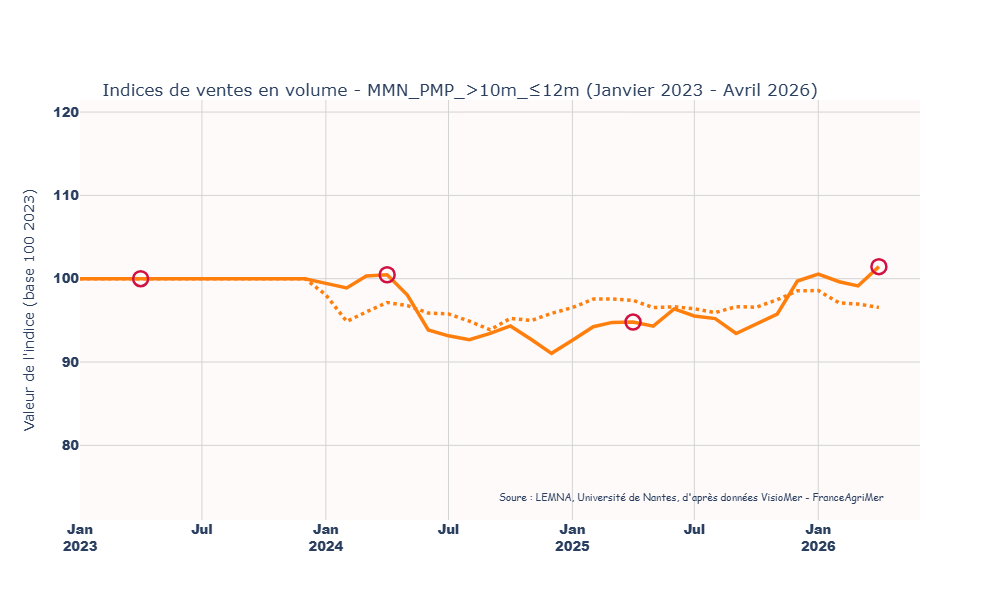 Indices de ventes en volume - MMN_PMP_>10m_≤12m (Janvier 2023 - Avril 2026)
Valeur de l'indice (base 100 2023)
120
110
100
90
80
Soure : LEMNA, Université de Nantes, d'après données VisioMer - FranceAgriMer
Jan Jul Jan Jul Jan Jul Jan
2023 2024 2025 2026